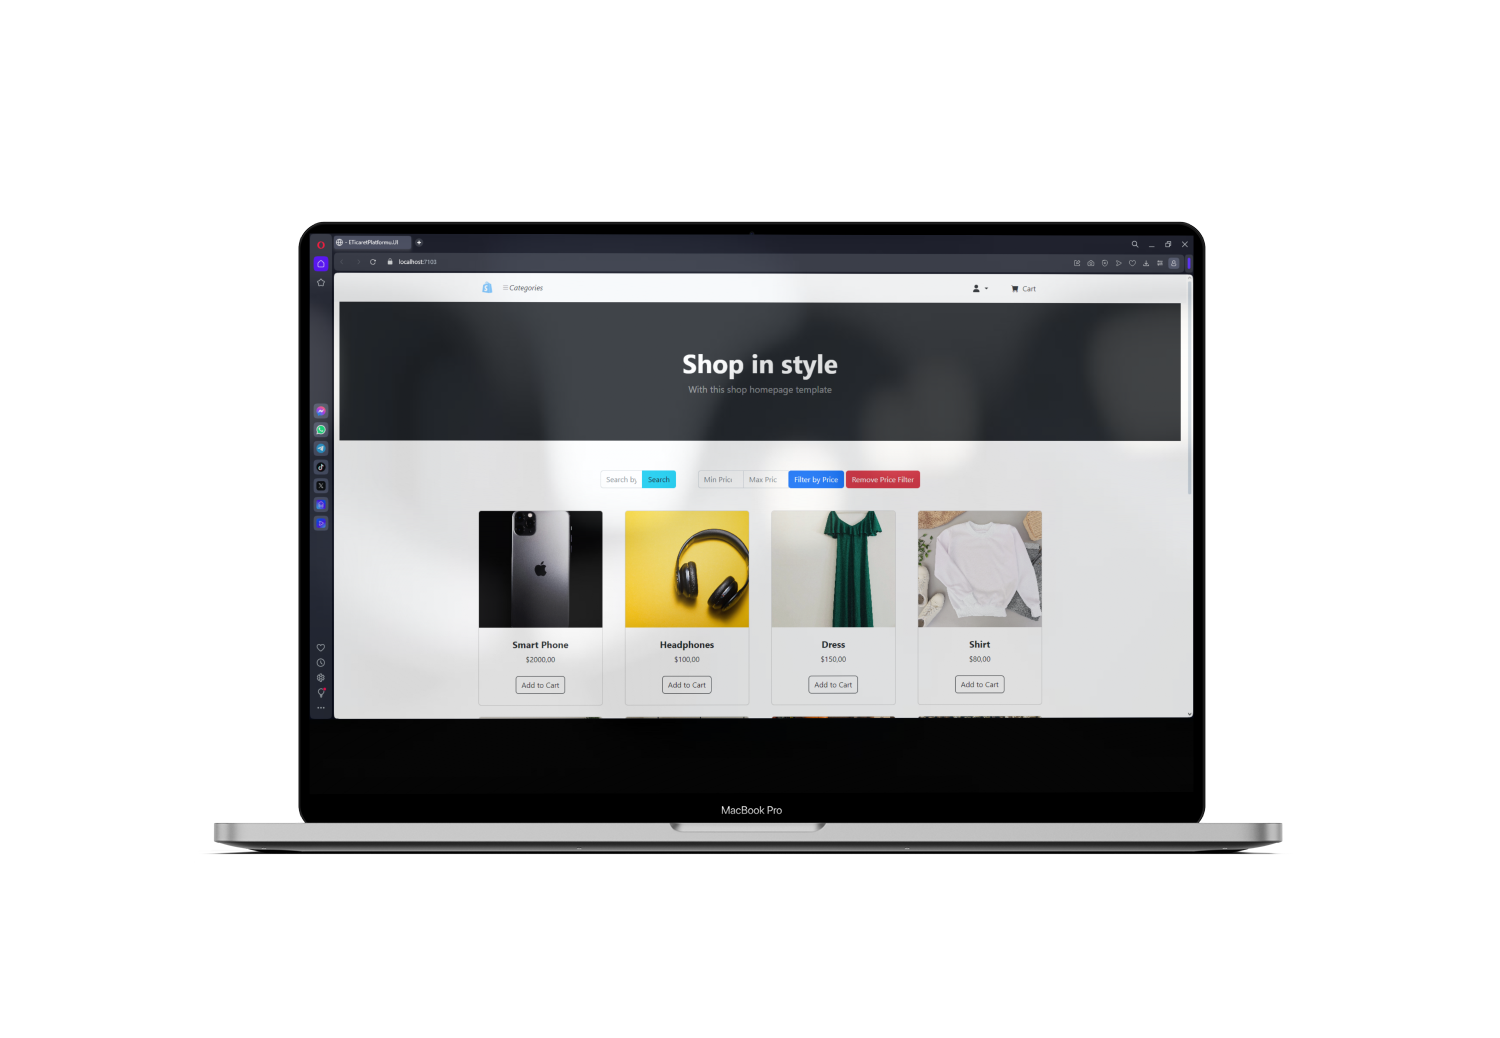 - ETicaretPlatformu.UI
localhost:7103
Categories
Cart
Shop in style
With this shop homepage template
Search by
Search
Min Price
Max Pric
Filter by Price
Remove Price Filter
Smart Phone
Headphones
Dress
Shirt
$2000,00
$100,00
$150,00
$80,00
Add to Cart
Add to Cart
Add to Cart
Add to Cart
MacBook Pro